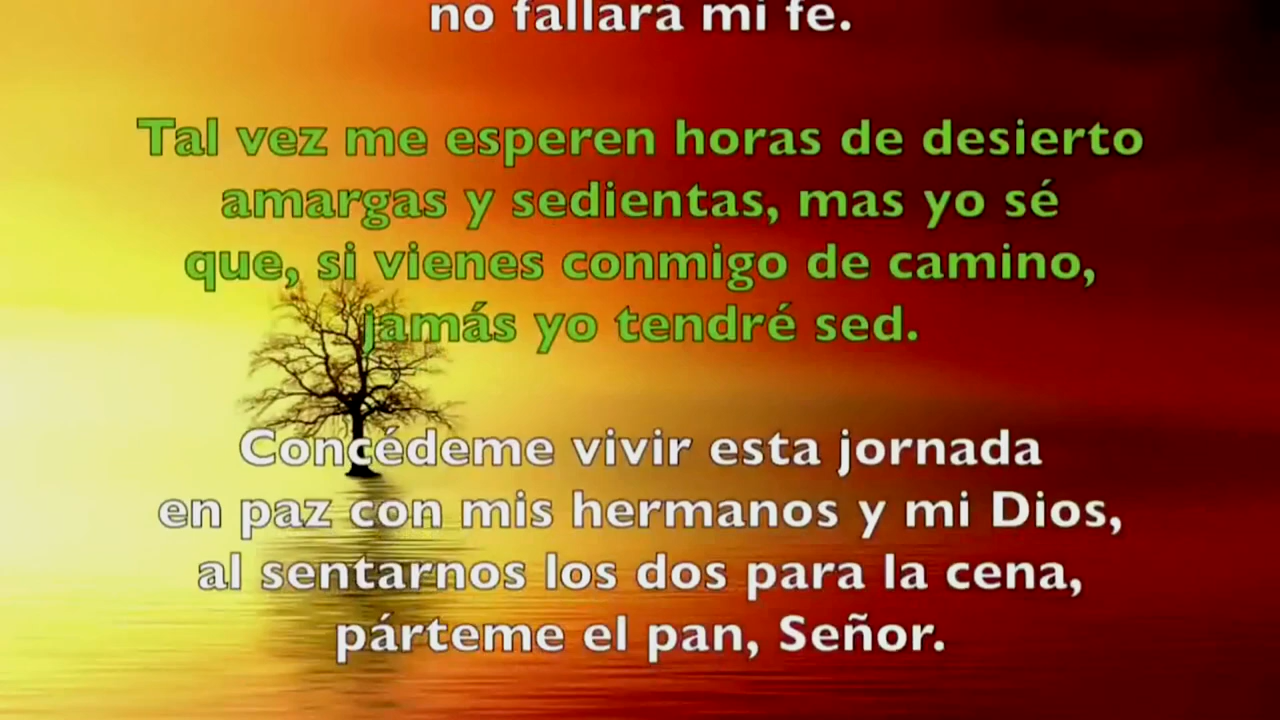 no fallará mi fe.
Tal vez me esperen horas de desierto
amargas y sedientas, mas yo sé
que, si vienes conmigo de camino,
jamás yo tendré sed.
Concédeme vivir esta jornada
en paz con mis hermanos y mi Dios,
al sentarnos los dos para la cena,
párteme el pan, Señor.